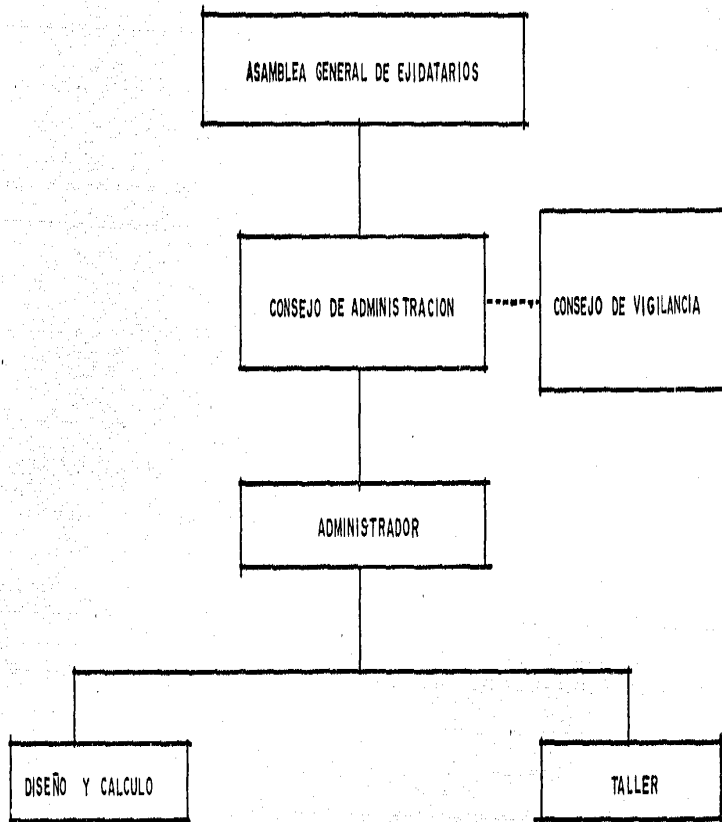 ASAMBLEA GENERAL DE EJIDATARIOS
CONSEJO DE ADMINISTRACION
CONSEJO DE VIGILANCIA
ADMINISTRADOR
DISEÑO Y CALCULO
TALLER